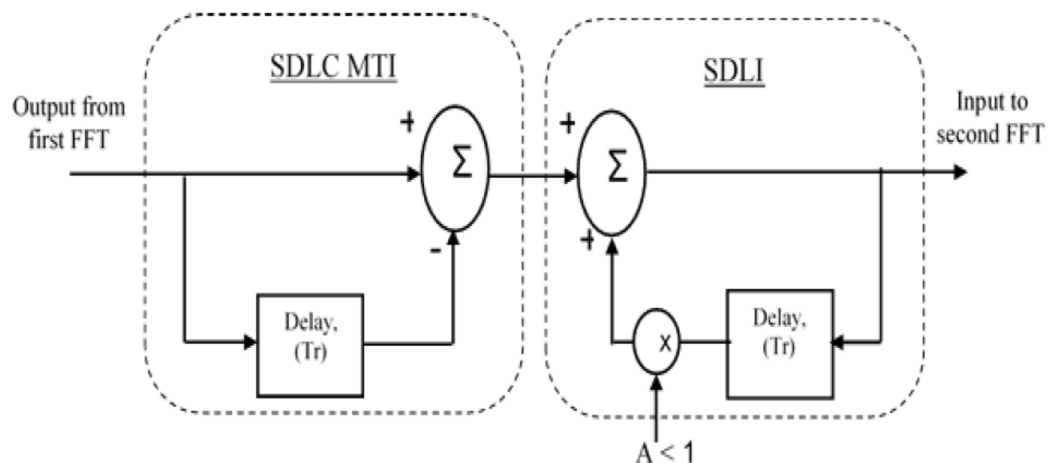 SDLC MTI
SDLI
Output from
first FFT
Input to
second FFT
+
Σ
-
+
Σ
+
Delay,
(Tr)
x
Delay,
(Tr)
A < 1